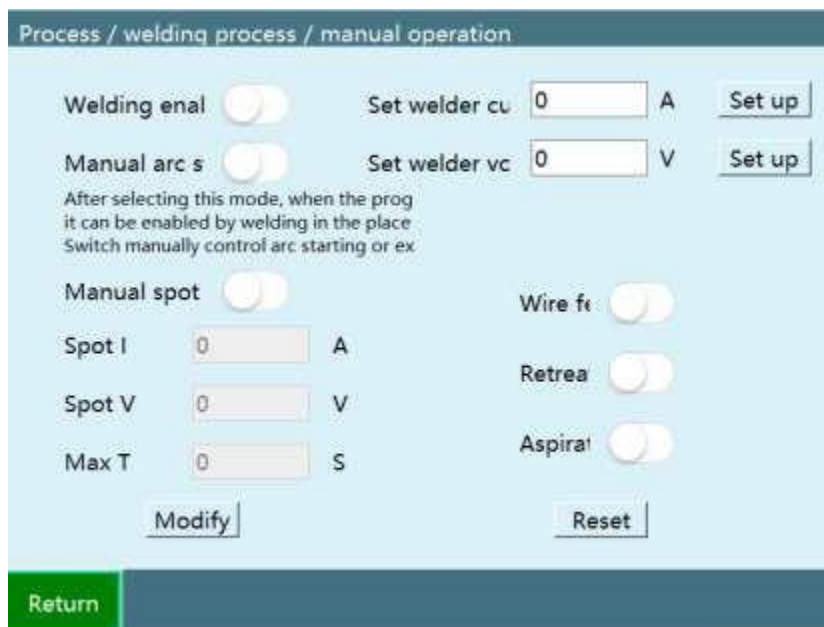 Process / welding process / manual operation
Welding enal
Set welder cu 0 A Set up
Manual arc s
Set welder vc 0 V Set up
After selecting this mode, when the prog
it can be enabled by welding in the place
Switch manually control arc starting or ex
Manual spot
Wire fe
Spot I 0 A
Retrea
Spot V 0 V
Aspirat
Max T 0 S
Modify
Reset
Return